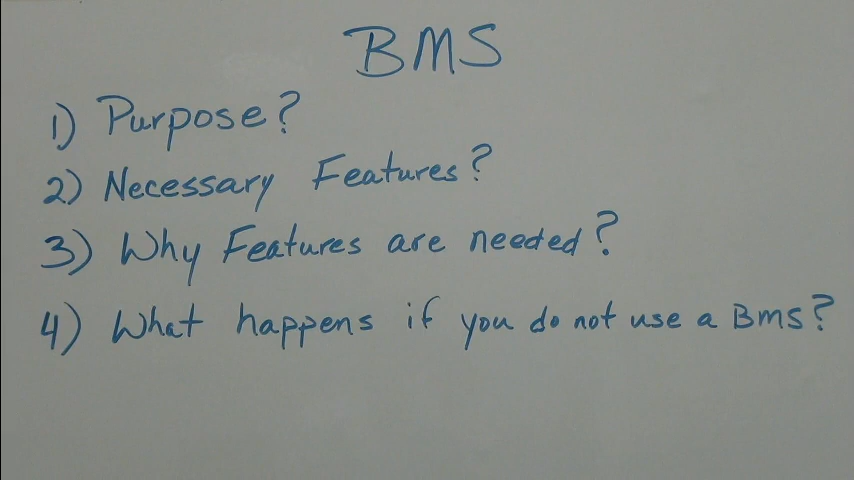 BMS
1) Purpose?
2) Necessary Features?
3) Why Features are needed?
4) What happens if you do not use a Bms?